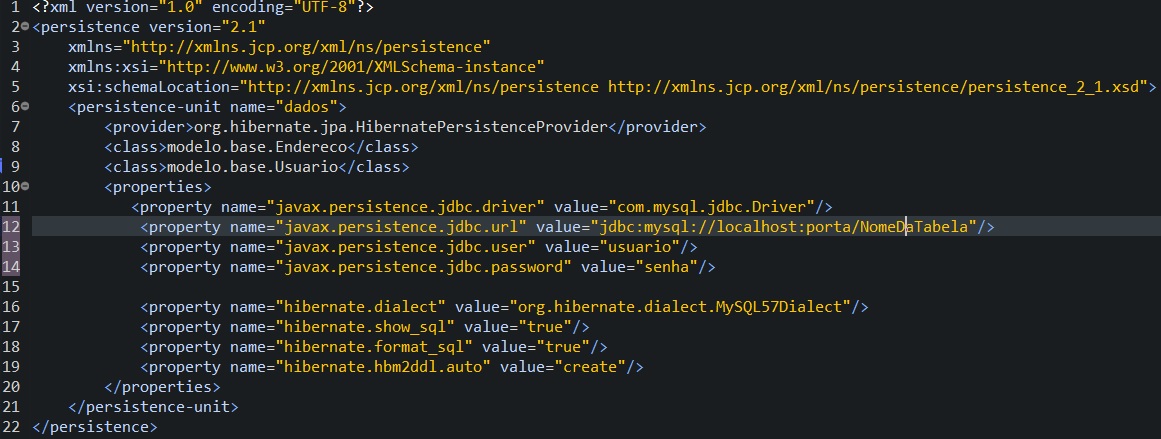 1 <?xml version="1.0" encoding="UTF-8"?>
2 <persistence version="2.1"
3     xmlns="http://xmlns.jcp.org/xml/ns/persistence"
4     xmlns:xsi="http://www.w3.org/2001/XMLSchema-instance"
5     xsi:schemaLocation="http://xmlns.jcp.org/xml/ns/persistence http://xmlns.jcp.org/xml/ns/persistence/persistence_2_1.xsd">
6     <persistence-unit name="dados">
7         <provider>org.hibernate.jpa.HibernatePersistenceProvider</provider>
8         <class>modelo.base.Endereco</class>
9         <class>modelo.base.Usuario</class>
10         <properties>
11            <property name="javax.persistence.jdbc.driver" value="com.mysql.jdbc.Driver"/>
12             <property name="javax.persistence.jdbc.url" value="jdbc:mysql://localhost:porta/NomeDaTabela"/>
13             <property name="javax.persistence.jdbc.user" value="usuario"/>
14             <property name="javax.persistence.jdbc.password" value="senha"/>
15
16             <property name="hibernate.dialect" value="org.hibernate.dialect.MySQL57Dialect"/>
17             <property name="hibernate.show_sql" value="true"/>
18             <property name="hibernate.format_sql" value="true"/>
19             <property name="hibernate.hbm2ddl.auto" value="create"/>
20         </properties>
21     </persistence-unit>
22 </persistence>